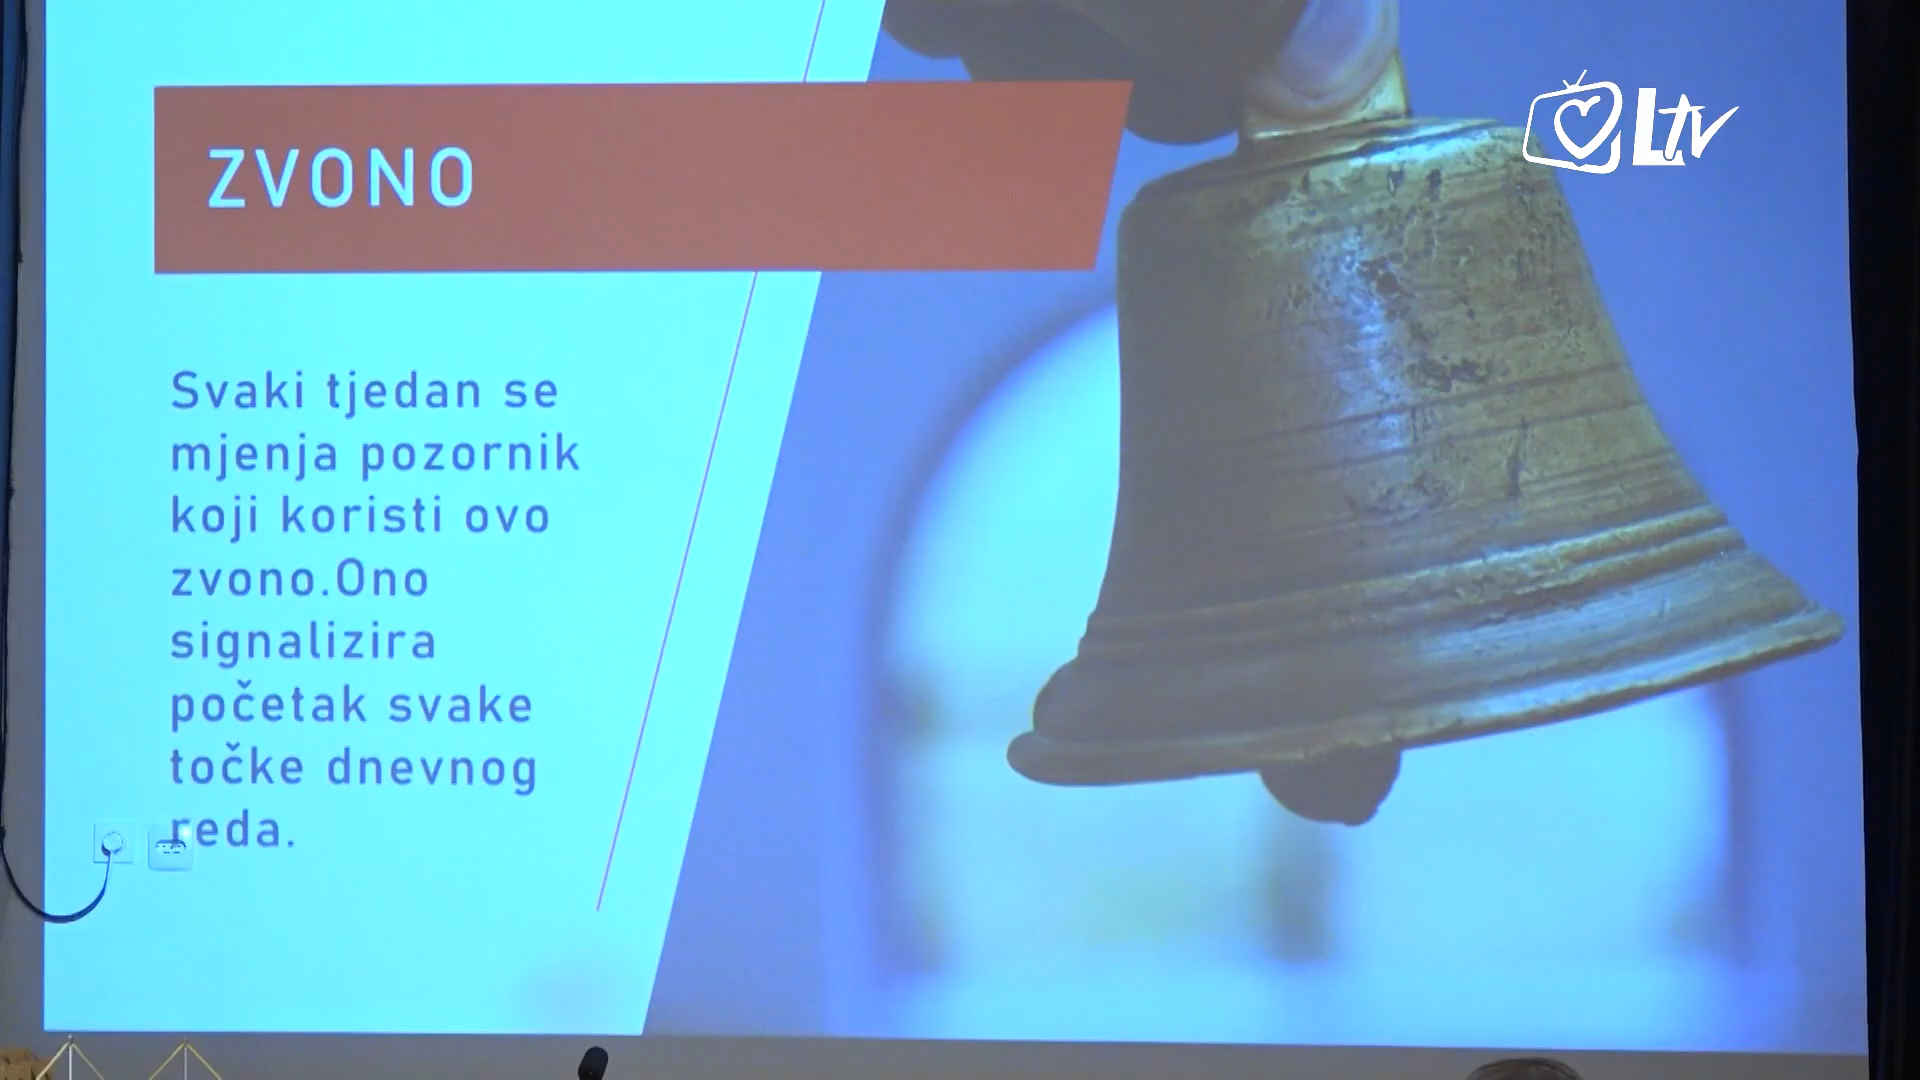 ZVONO
LTV
Svaki tjedan se
mjenja pozornik
koji koristi ovo
zvono.Ono
signalizira
početak svake
točke dnevnog
reda.